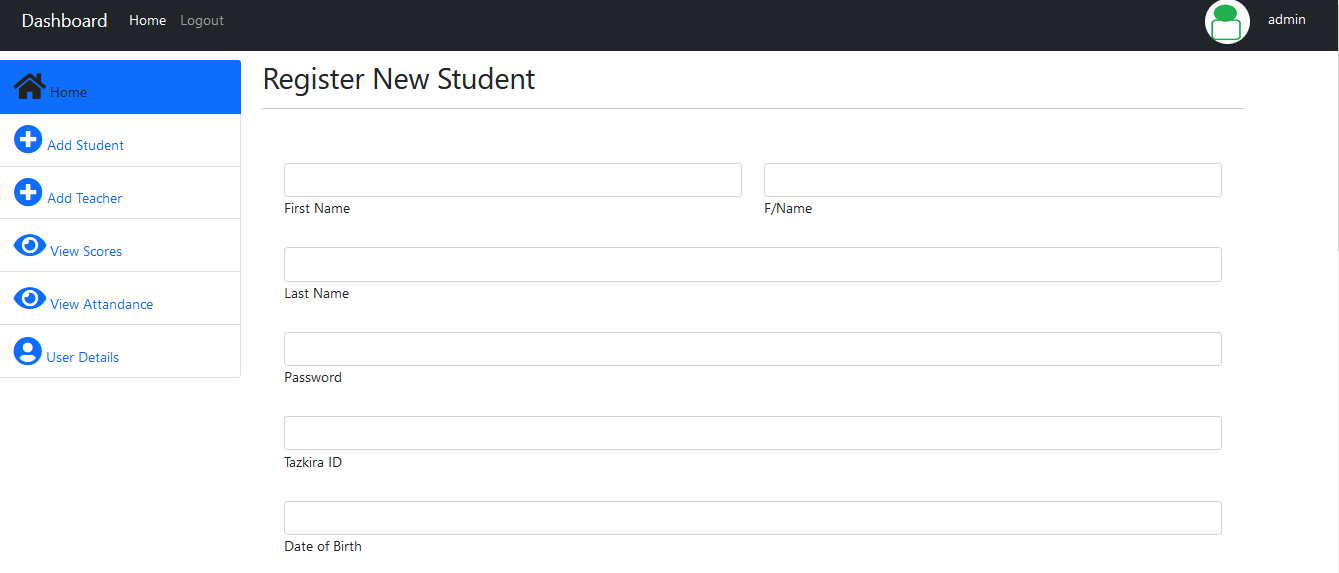 Dashboard Home Logout admin
Home
Add Student
Add Teacher
View Scores
View Attandance
User Details
Register New Student
First Name F/Name
Last Name
Password
Tazkira ID
Date of Birth